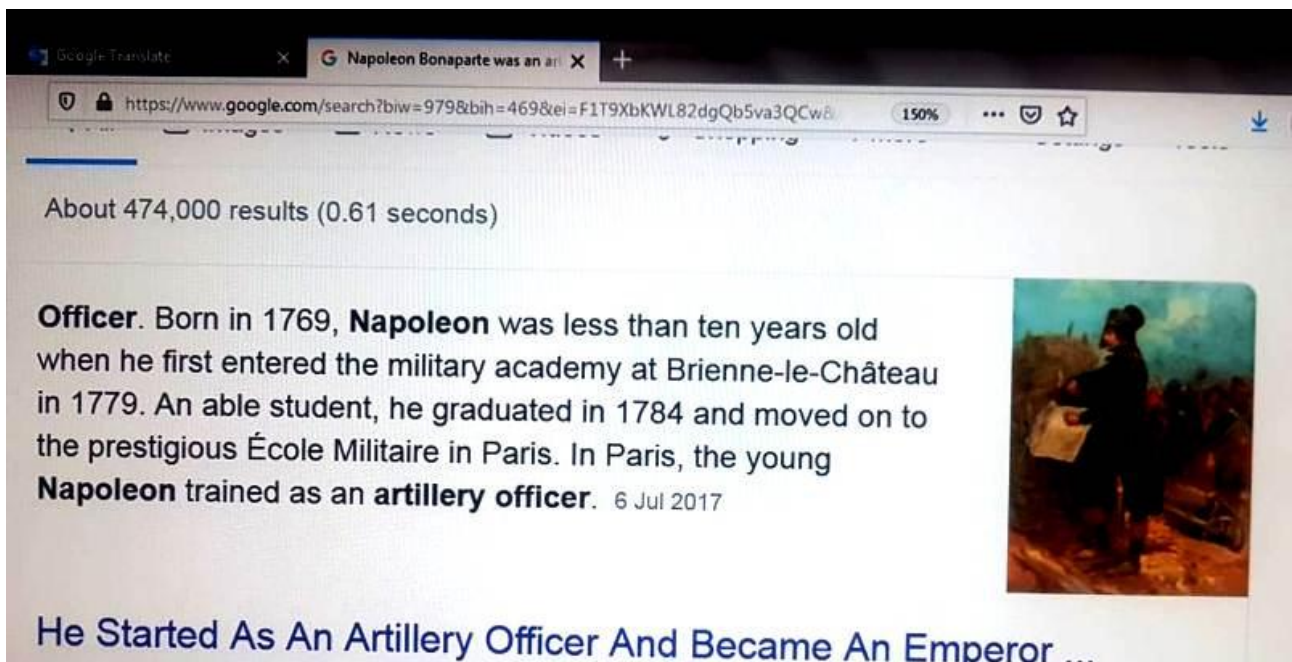 Google Translate
G Napoleon Bonaparte was an ar
https://www.google.com/search?biw=979&bih=469&ei=F1T9XbKWL82dgQb5va3QCw& 150%
About 474,000 results (0.61 seconds)
Officer. Born in 1769, Napoleon was less than ten years old
when he first entered the military academy at Brienne-le-Château
in 1779. An able student, he graduated in 1784 and moved on to
the prestigious École Militaire in Paris. In Paris, the young
Napoleon trained as an artillery officer. 6 Jul 2017
He Started As An Artillery Officer And Became An Emperor ...